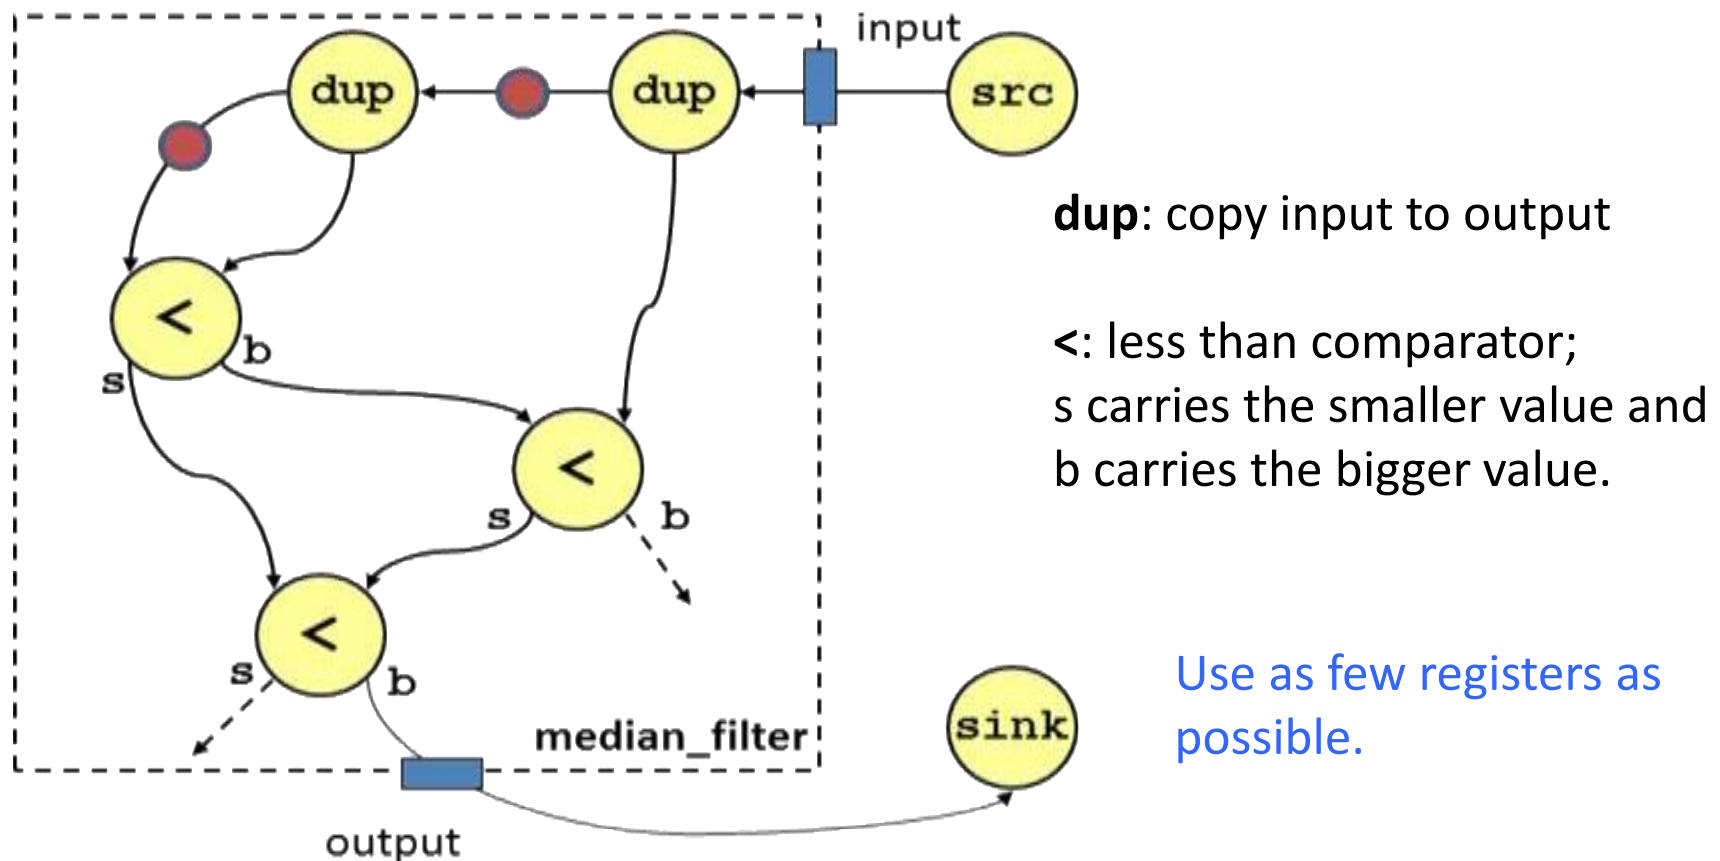 input
dup
dup
src
dup: copy input to output
<
b
s
<: less than comparator;
s carries the smaller value and
b carries the bigger value.
<
s
b
<
s
b
Use as few registers as
possible.
sink
median_filter
output